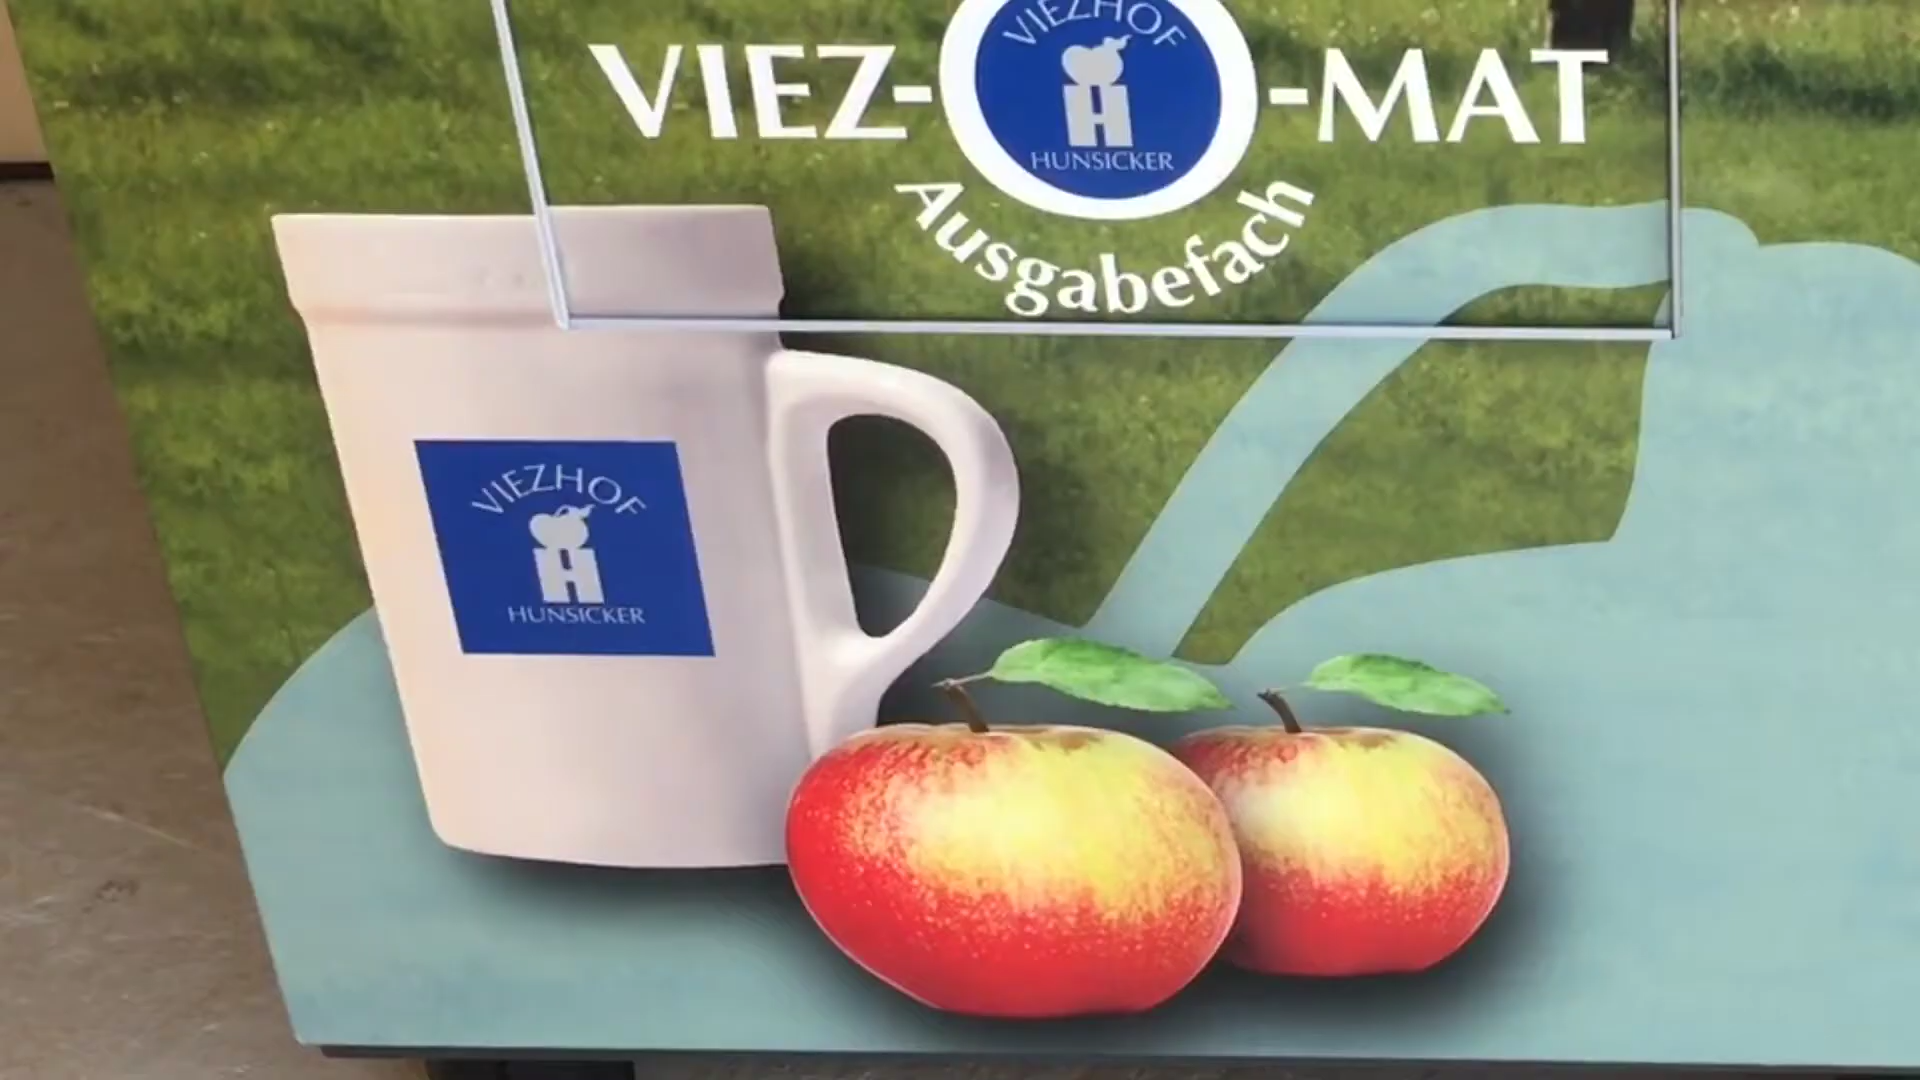 VIEZHOF
VIEZ- H -MAT
HUNSICKER
Ausgabefach
VIEZHOF
H
HUNSICKER